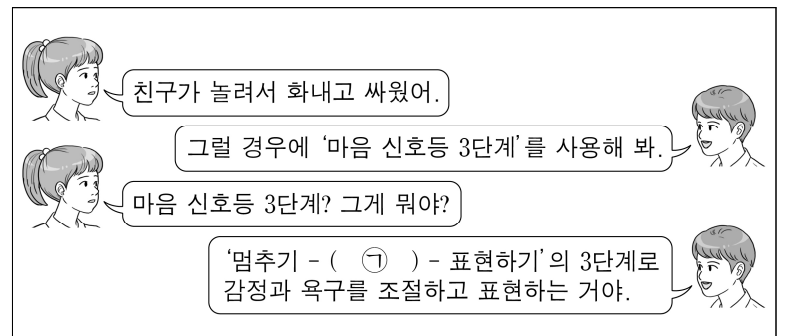 친구가 놀려서 화내고 싸웠어.
그럴 경우에 ‘마음 신호등 3단계’를 사용해 봐.
마음 신호등 3단계? 그게 뭐야?
‘멈추기 - ( ㉠ ) - 표현하기’의 3단계로
감정과 욕구를 조절하고 표현하는 거야.